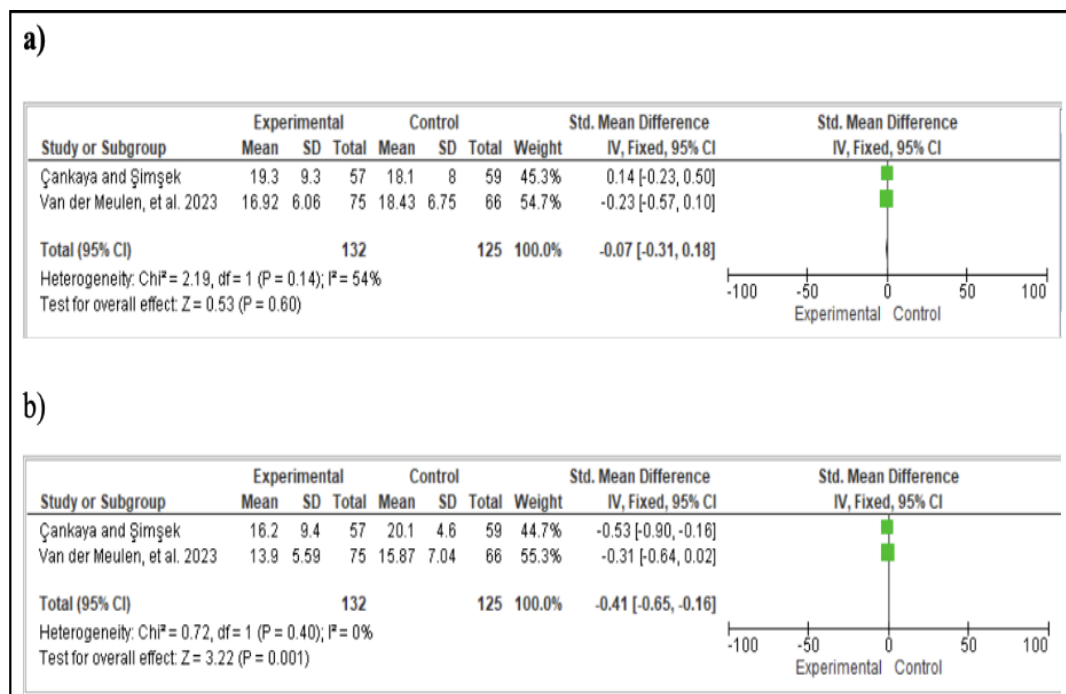 a)
Experimental Control Std. Mean Difference Std. Mean Difference
Study or Subgroup Mean SD Total Mean SD Total Weight IV, Fixed, 95% CI IV, Fixed, 95% CI
Çankaya and Şimşek 19.3 9.3 57 18.1 8 59 45.3% 0.14 [-0.23, 0.50]
Van der Meulen, et al. 2023 16.92 6.06 75 18.43 6.75 66 54.7% -0.23 [-0.57, 0.10]
Total (95% CI) 132 125 100.0% -0.07 [-0.31, 0.18]
Heterogeneity: Chi² = 2.19, df = 1 (P = 0.14); I² = 54%
Test for overall effect: Z = 0.53 (P = 0.60)
-100 -50 0 50 100
Experimental Control
b)
Experimental Control Std. Mean Difference Std. Mean Difference
Study or Subgroup Mean SD Total Mean SD Total Weight IV, Fixed, 95% CI IV, Fixed, 95% CI
Çankaya and Şimşek 16.2 9.4 57 20.1 4.6 59 44.7% -0.53 [-0.90, -0.16]
Van der Meulen, et al. 2023 13.9 5.59 75 15.87 7.04 66 55.3% -0.31 [-0.64, 0.02]
Total (95% CI) 132 125 100.0% -0.41 [-0.65, -0.16]
Heterogeneity: Chi² = 0.72, df = 1 (P = 0.40); I² = 0%
Test for overall effect: Z = 3.22 (P = 0.001)
-100 -50 0 50 100
Experimental Control